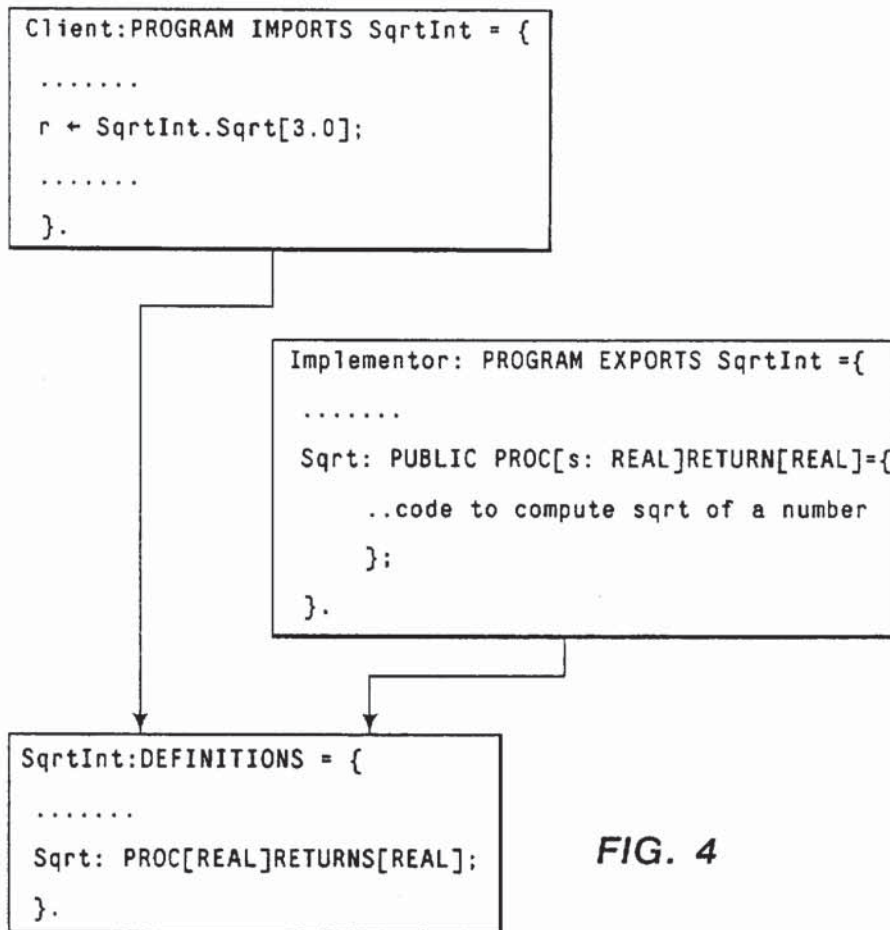 Client:PROGRAM IMPORTS SqrtInt = {
.......
r ← SqrtInt.Sqrt[3.0];
.......
}.
Implementor: PROGRAM EXPORTS SqrtInt ={
.......
Sqrt: PUBLIC PROC[s: REAL]RETURN[REAL]={
..code to compute sqrt of a number
};
}.
SqrtInt:DEFINITIONS = {
.......
Sqrt: PROC[REAL]RETURNS[REAL];
}.
FIG. 4